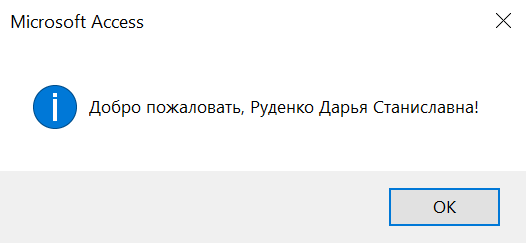 Microsoft Access
Добро пожаловать, Руденко Дарья Станиславна!
OK